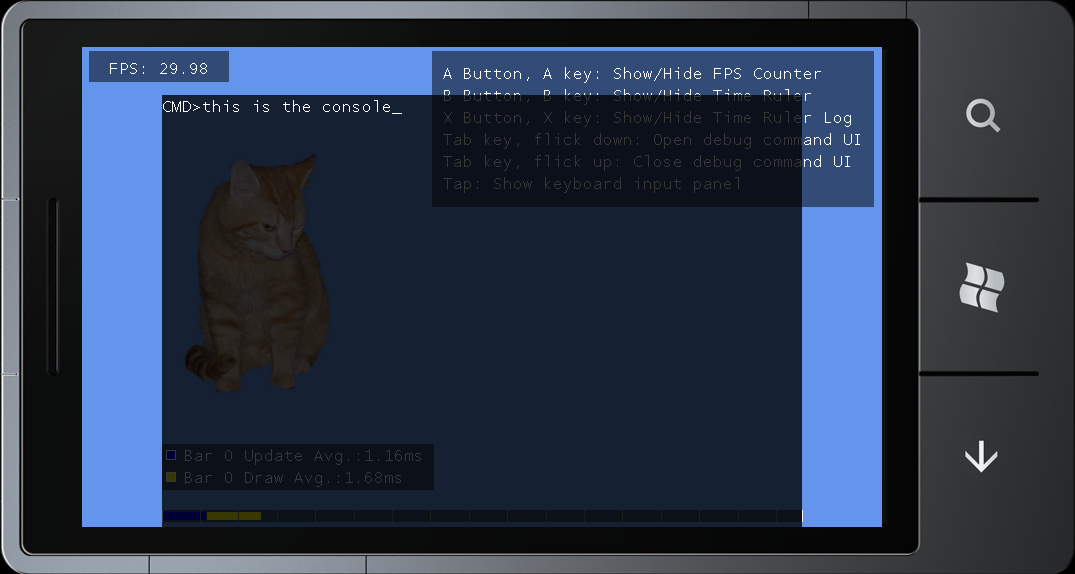 FPS: 29.98
A Button, A key: Show/Hide FPS Counter
B Button, B key: Show/Hide Time Ruler
CMD>this is the console_
X Button, X key: Show/Hide Time Ruler Log
Tab key, flick down: Open debug command UI
Tab key, flick up: Close debug command UI
Tap: Show keyboard input panel
Bar 0 Update Avg.:1.16ms
Bar 0 Draw Avg.:1.68ms